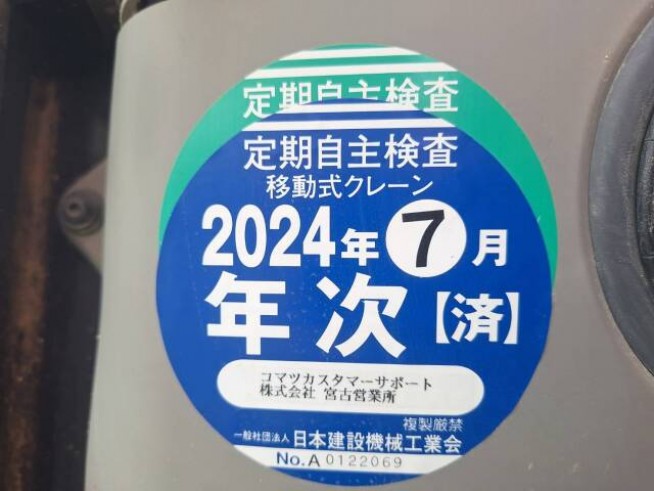 定期自主検査
定期自主検査
移動式クレーン
2024年7月
年次【済】
コマツカスタマーサポート
株式会社 宮古営業所
複製厳禁
一般社団法人 日本建設機械工業会
No.A 0122069